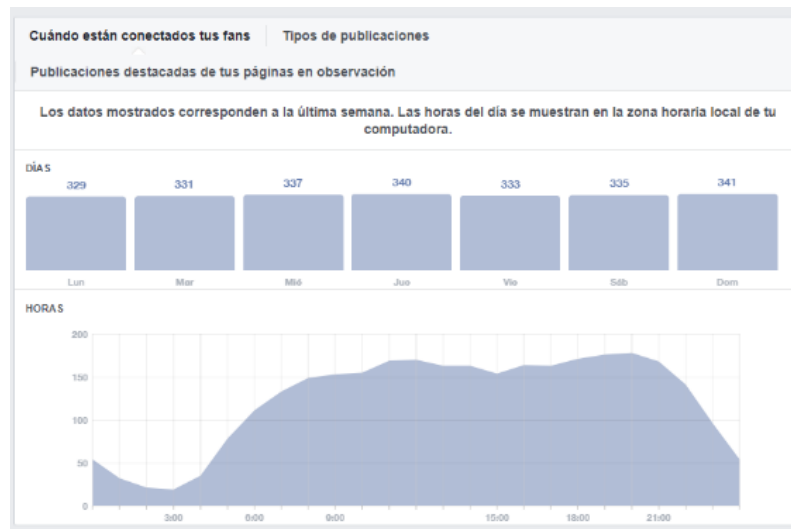 Cuándo están conectados tus fans Tipos de publicaciones
Publicaciones destacadas de tus páginas en observación
Los datos mostrados corresponden a la última semana. Las horas del día se muestran en la zona horaria local de tu
computadora.
DÍAS
329 331 337 340 333 335 341
Lun Mar Mié Jue Vie Sáb Dom
HORAS
200
150
100
50
0
3:00 6:00 9:00 15:00 18:00 21:00